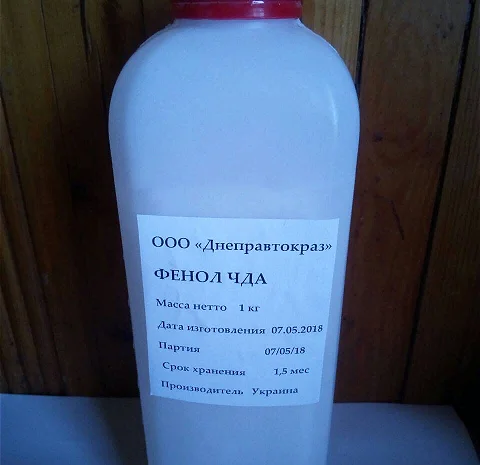 ООО «Днеправтокраз»
ФЕНОЛ ЧДА
Масса нетто 1 кг
Дата изготовления 07.05.2018
Партия 07/05/18
Срок хранения 1,5 мес
Производитель Украина